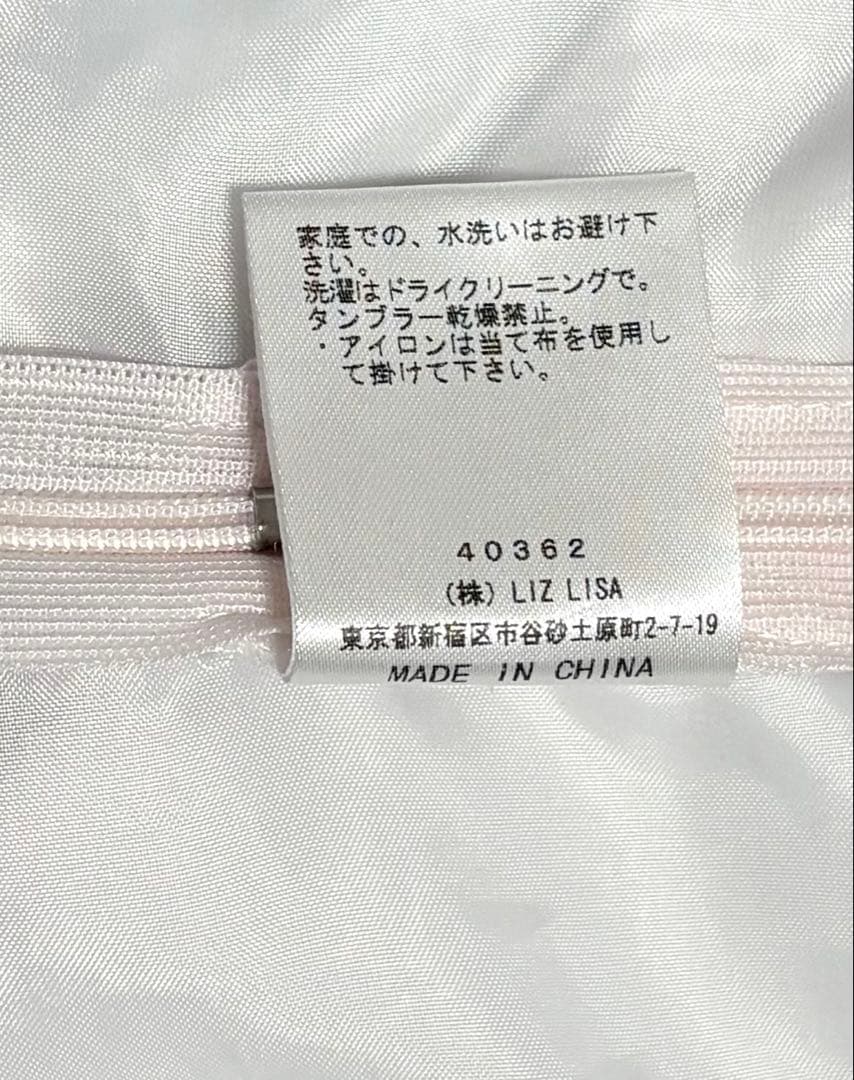 家庭での、水洗いはお避け下
さい。
洗濯はドライクリーニングで。
タンブラー乾燥禁止。
・アイロンは当て布を使用し
て掛けて下さい。
40362
(株) LIZ LISA
東京都新宿区市谷砂土原町2-7-19
MADE IN CHINA